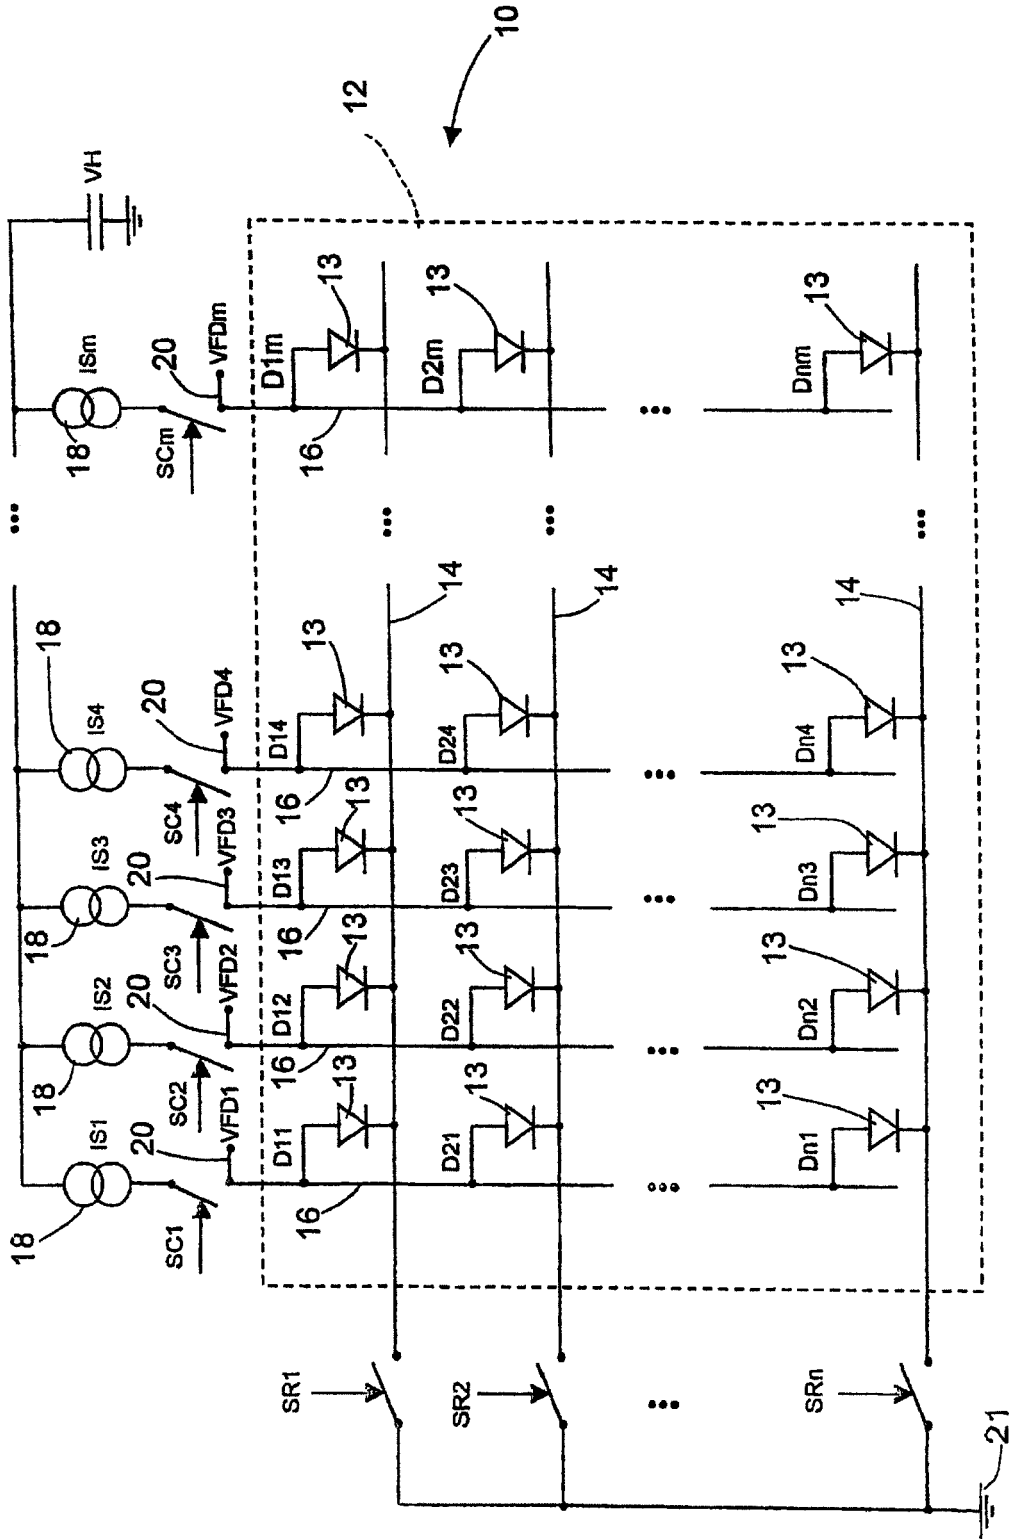 10
12
VH
ISm
18
20
VFDm
SCm
D1m
13
16
D2m
13
Dnm
13
...
...
...
...
18
IS4
20
VFD4
SC4
D14
13
14
16
D24
13
14
...
Dn4
13
14
18
IS3
20
VFD3
SC3
D13
13
16
D23
13
...
Dn3
13
18
IS2
20
VFD2
SC2
D12
13
16
D22
13
...
Dn2
13
18
IS1
20
VFD1
SC1
D11
13
16
D21
13
...
Dn1
13
SR1
SR2
...
SRn
21